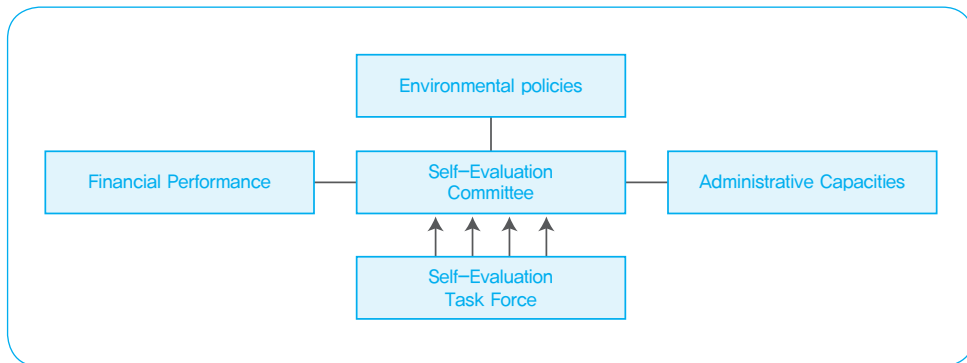 Environmental policies
Financial Performance
Self-Evaluation
Committee
Administrative Capacities
Self-Evaluation
Task Force